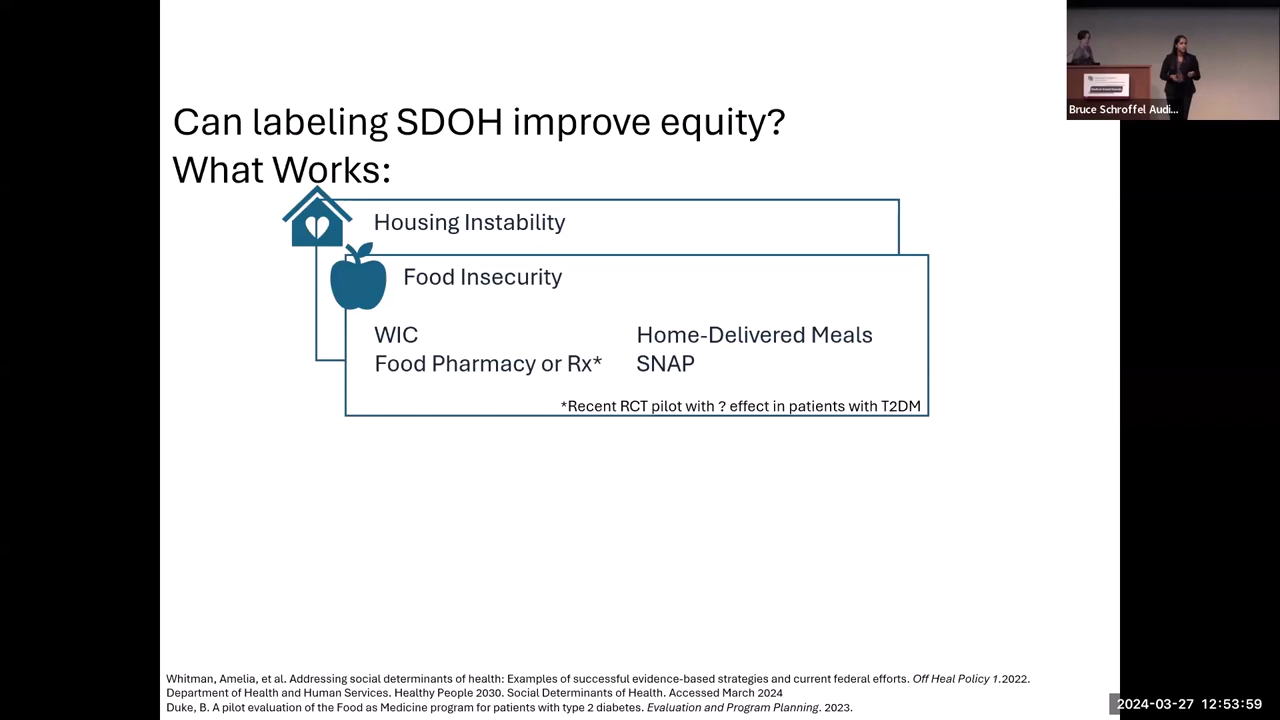 Bruce Schroffel Audi...
Can labeling SDOH improve equity?
What Works:
Housing Instability
Food Insecurity
WIC
Home-Delivered Meals
Food Pharmacy or Rx*
SNAP
*Recent RCT pilot with ? effect in patients with T2DM
Whitman, Amelia, et al. Addressing social determinants of health: Examples of successful evidence-based strategies and current federal efforts. Off Heal Policy 1.2022.
Department of Health and Human Services. Healthy People 2030. Social Determinants of Health. Accessed March 2024
Duke, B. A pilot evaluation of the Food as Medicine program for patients with type 2 diabetes. Evaluation and Program Planning. 2023.
2024-03-27 12:53:59